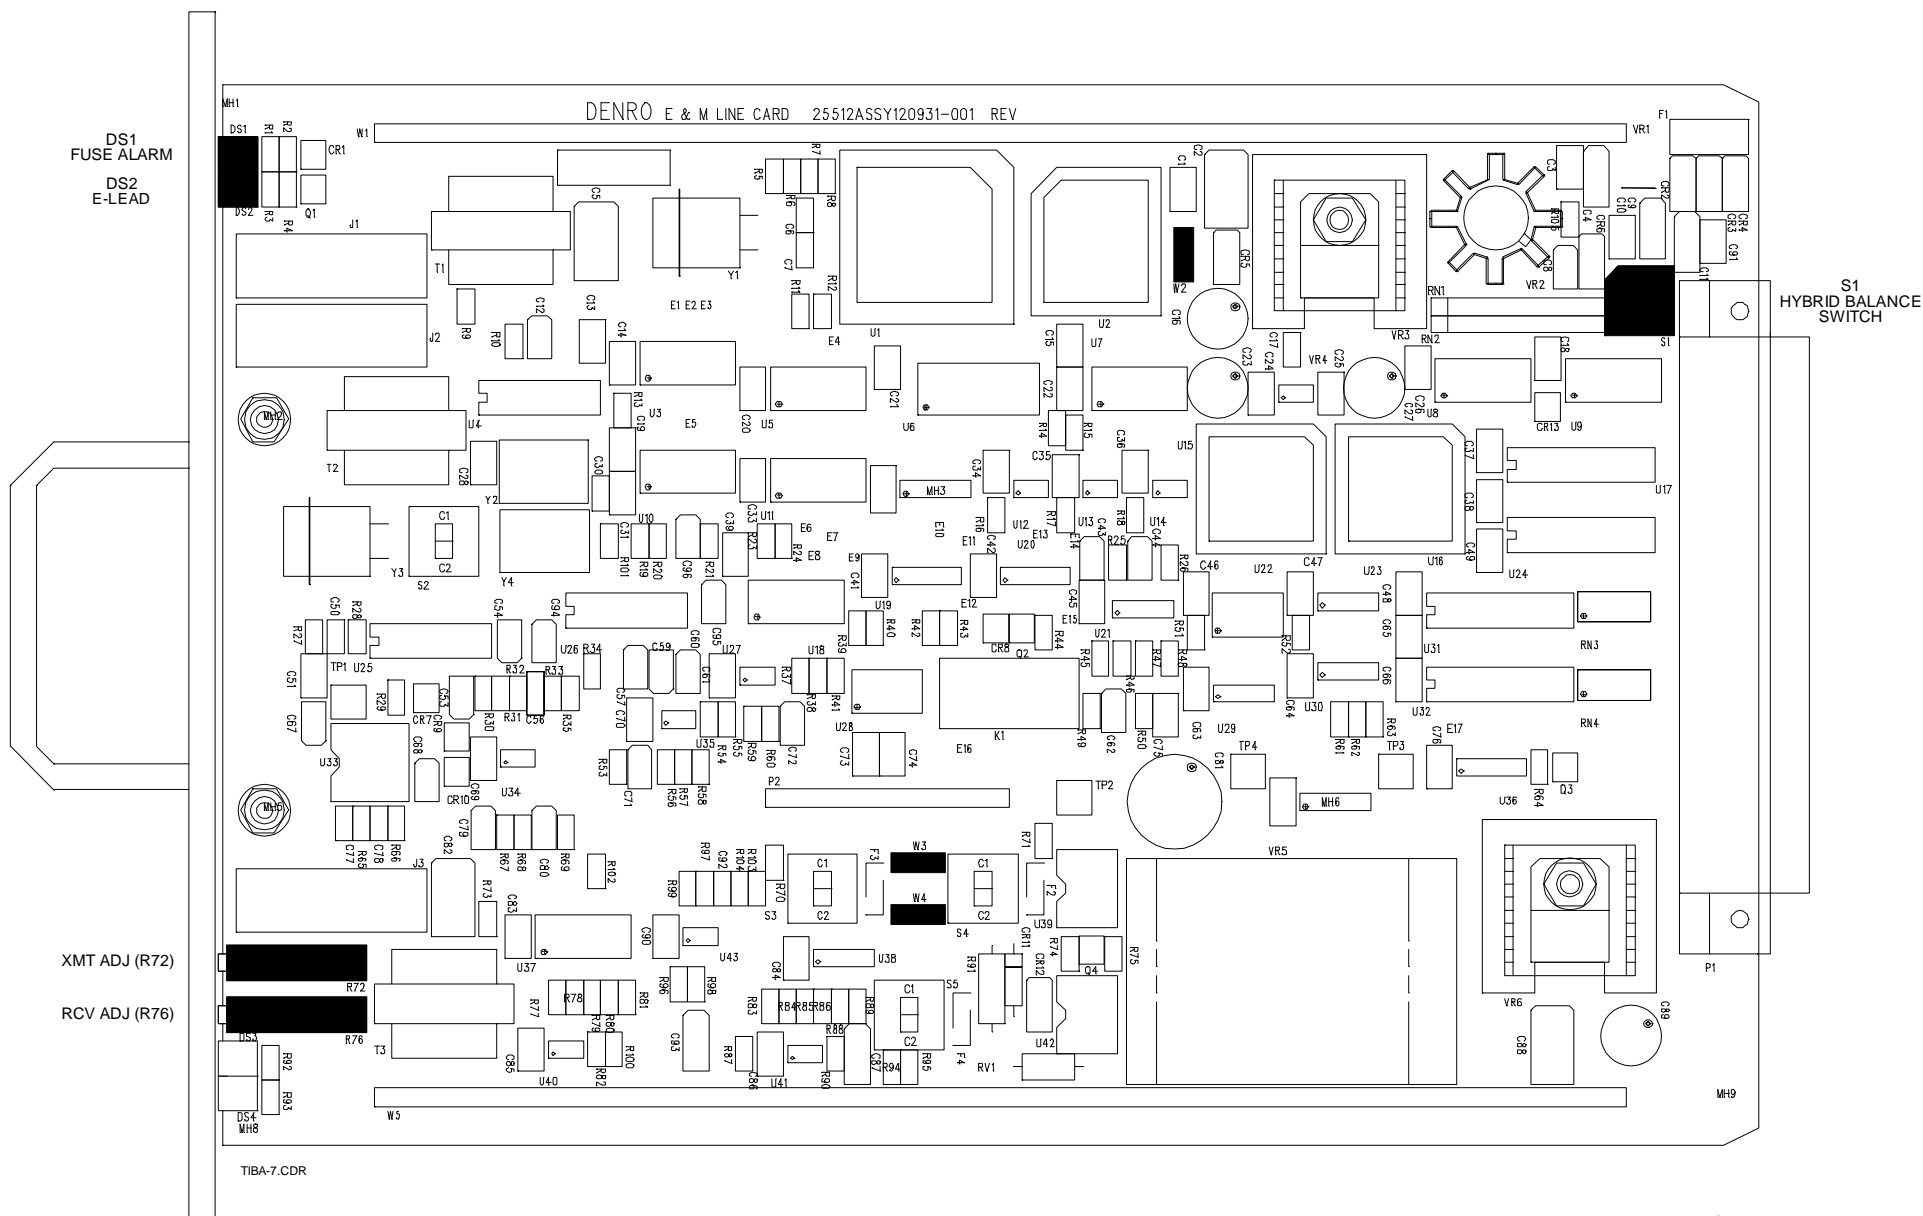 MH1
DENRO E & M LINE CARD 25512ASSY120931-001 REV
DS1
FUSE ALARM
DS2
E-LEAD
DS1
R1
R2
CR1
W1
VR1
F1
DS2
R3
R4
Q1
J1
T1
C5
Y1
R5
R7
R6
R8
C6
C7
R11
R12
E1 E2 E3
E4
U1
U2
C1
C2
W2
CR5
C16
VR3
R105
C3
C4
CR6
C8
VR2
C9
C10
CR2
CR3
CR4
C91
C11
RN1
S1
S1
HYBRID BALANCE
SWITCH
J2
R9
R10
C12
C13
C14
C15
U7
C17
C23
C24
VR4
C25
RN2
C18
C26
C27
U8
CR13
U9
MH2
U4
R13
C19
U3
E5
C20
U5
C21
U6
C22
R14
R15
T2
C28
Y2
C30
U10
C33
U11
MH3
C34
C35
C36
U15
U16
C37
C38
C49
U17
U24
R16
U12
R17
U13
R18
U14
Y3
C1
C2
S2
Y4
C31
R101
R19
R20
C96
R21
C39
R23
R24
E6
E7
E8
E9
E10
E11
C42
E13
U20
E14
C43
R25
C44
R26
C41
U19
E12
C45
E15
U21
C46
U22
C47
U23
C48
C65
U31
RN3
R27
C50
R28
TP1
U25
C54
C94
U26
R34
C60
C95
C59
C61
U27
R37
U18
R39
R40
R42
R43
CR8
Q2
R44
R45
R46
R47
R48
R51
R52
C51
C67
R29
CR7
C53
R30
R31
R32
C56
R33
R35
C57
C70
U35
R54
R55
R59
R60
C72
R38
R41
U28
K1
E16
R49
C62
R50
C75
C63
U29
C64
U30
C66
U32
RN4
U33
C68
CR9
CR10
C69
U34
R53
C71
R56
R57
R58
C73
C74
P2
TP2
C81
TP4
R61
R62
R63
TP3
C76
E17
U36
R64
Q3
MH5
MH6
C77
R65
C78
R66
C79
R67
R68
C80
R69
R102
C82
J3
R73
C83
U37
R97
C92
R104
R103
R99
R70
S3
C1
C2
F3
W3
W4
C1
C2
S4
R71
F2
U39
VR5
VR6
P1
C90
U43
C84
U38
R91
CR11
CR12
R74
Q4
R75
XMT ADJ (R72)
R72
RCV ADJ (R76)
R76
T3
R77
R78
R79
R80
R81
R96
R98
R83
R84
R85
R86
R88
R89
C1
C2
S5
F4
RV1
U42
C88
C89
DS3
R92
R93
DS4
MH8
C85
U40
R82
R100
C93
R87
C86
U41
R90
C87
R94
R95
W5
MH9
TIBA-7.CDR